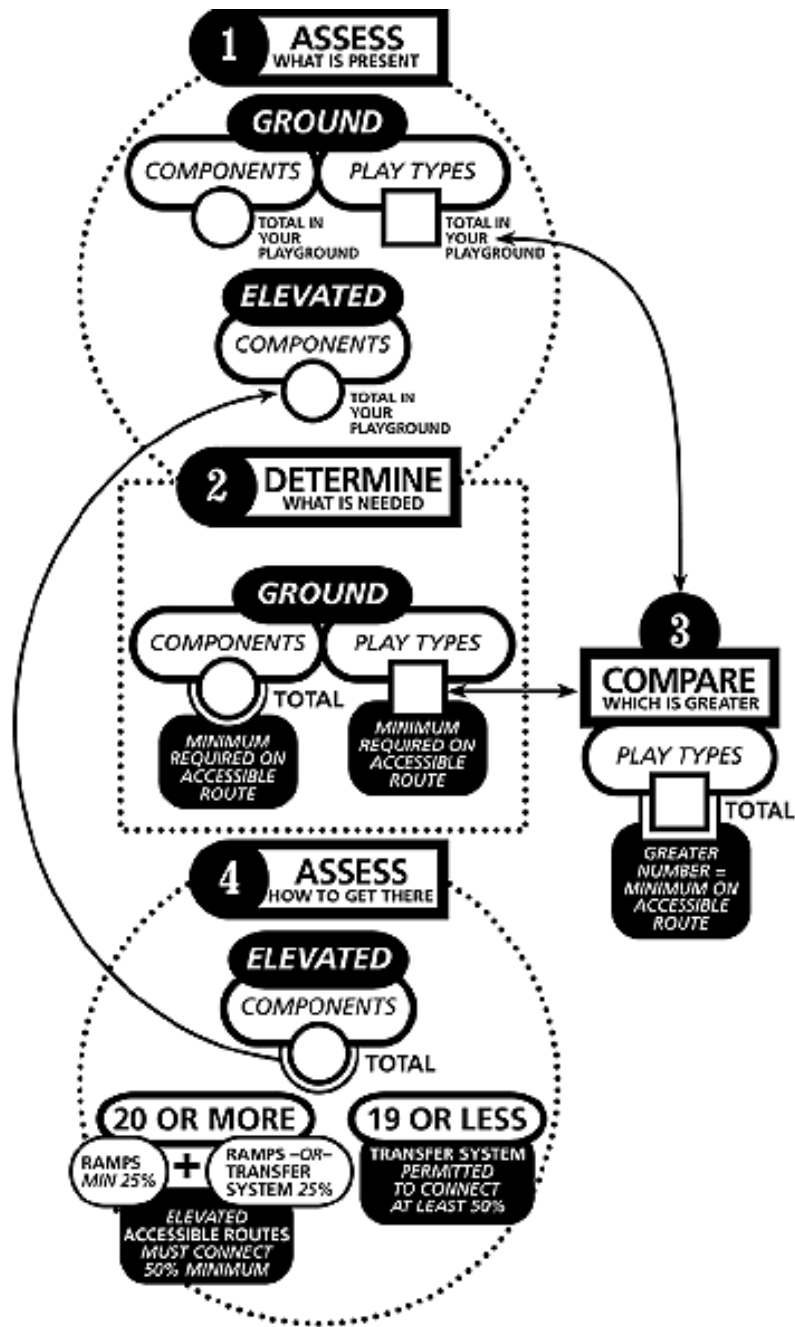 1 ASSESS
WHAT IS PRESENT
GROUND
COMPONENTS
TOTAL IN
YOUR
PLAYGROUND
PLAY TYPES
TOTAL IN
YOUR
PLAYGROUND
ELEVATED
COMPONENTS
TOTAL IN
YOUR
PLAYGROUND
2 DETERMINE
WHAT IS NEEDED
GROUND
COMPONENTS
TOTAL
MINIMUM
REQUIRED ON
ACCESSIBLE
ROUTE
PLAY TYPES
MINIMUM
REQUIRED ON
ACCESSIBLE
ROUTE
3
COMPARE
WHICH IS GREATER
PLAY TYPES
TOTAL
GREATER
NUMBER =
MINIMUM ON
ACCESSIBLE
ROUTE
4 ASSESS
HOW TO GET THERE
ELEVATED
COMPONENTS
TOTAL
20 OR MORE
RAMPS
MIN 25%
+
RAMPS –OR–
TRANSFER
SYSTEM 25%
ELEVATED
ACCESSIBLE ROUTES
MUST CONNECT
50% MINIMUM
19 OR LESS
TRANSFER SYSTEM
PERMITTED
TO CONNECT
AT LEAST 50%